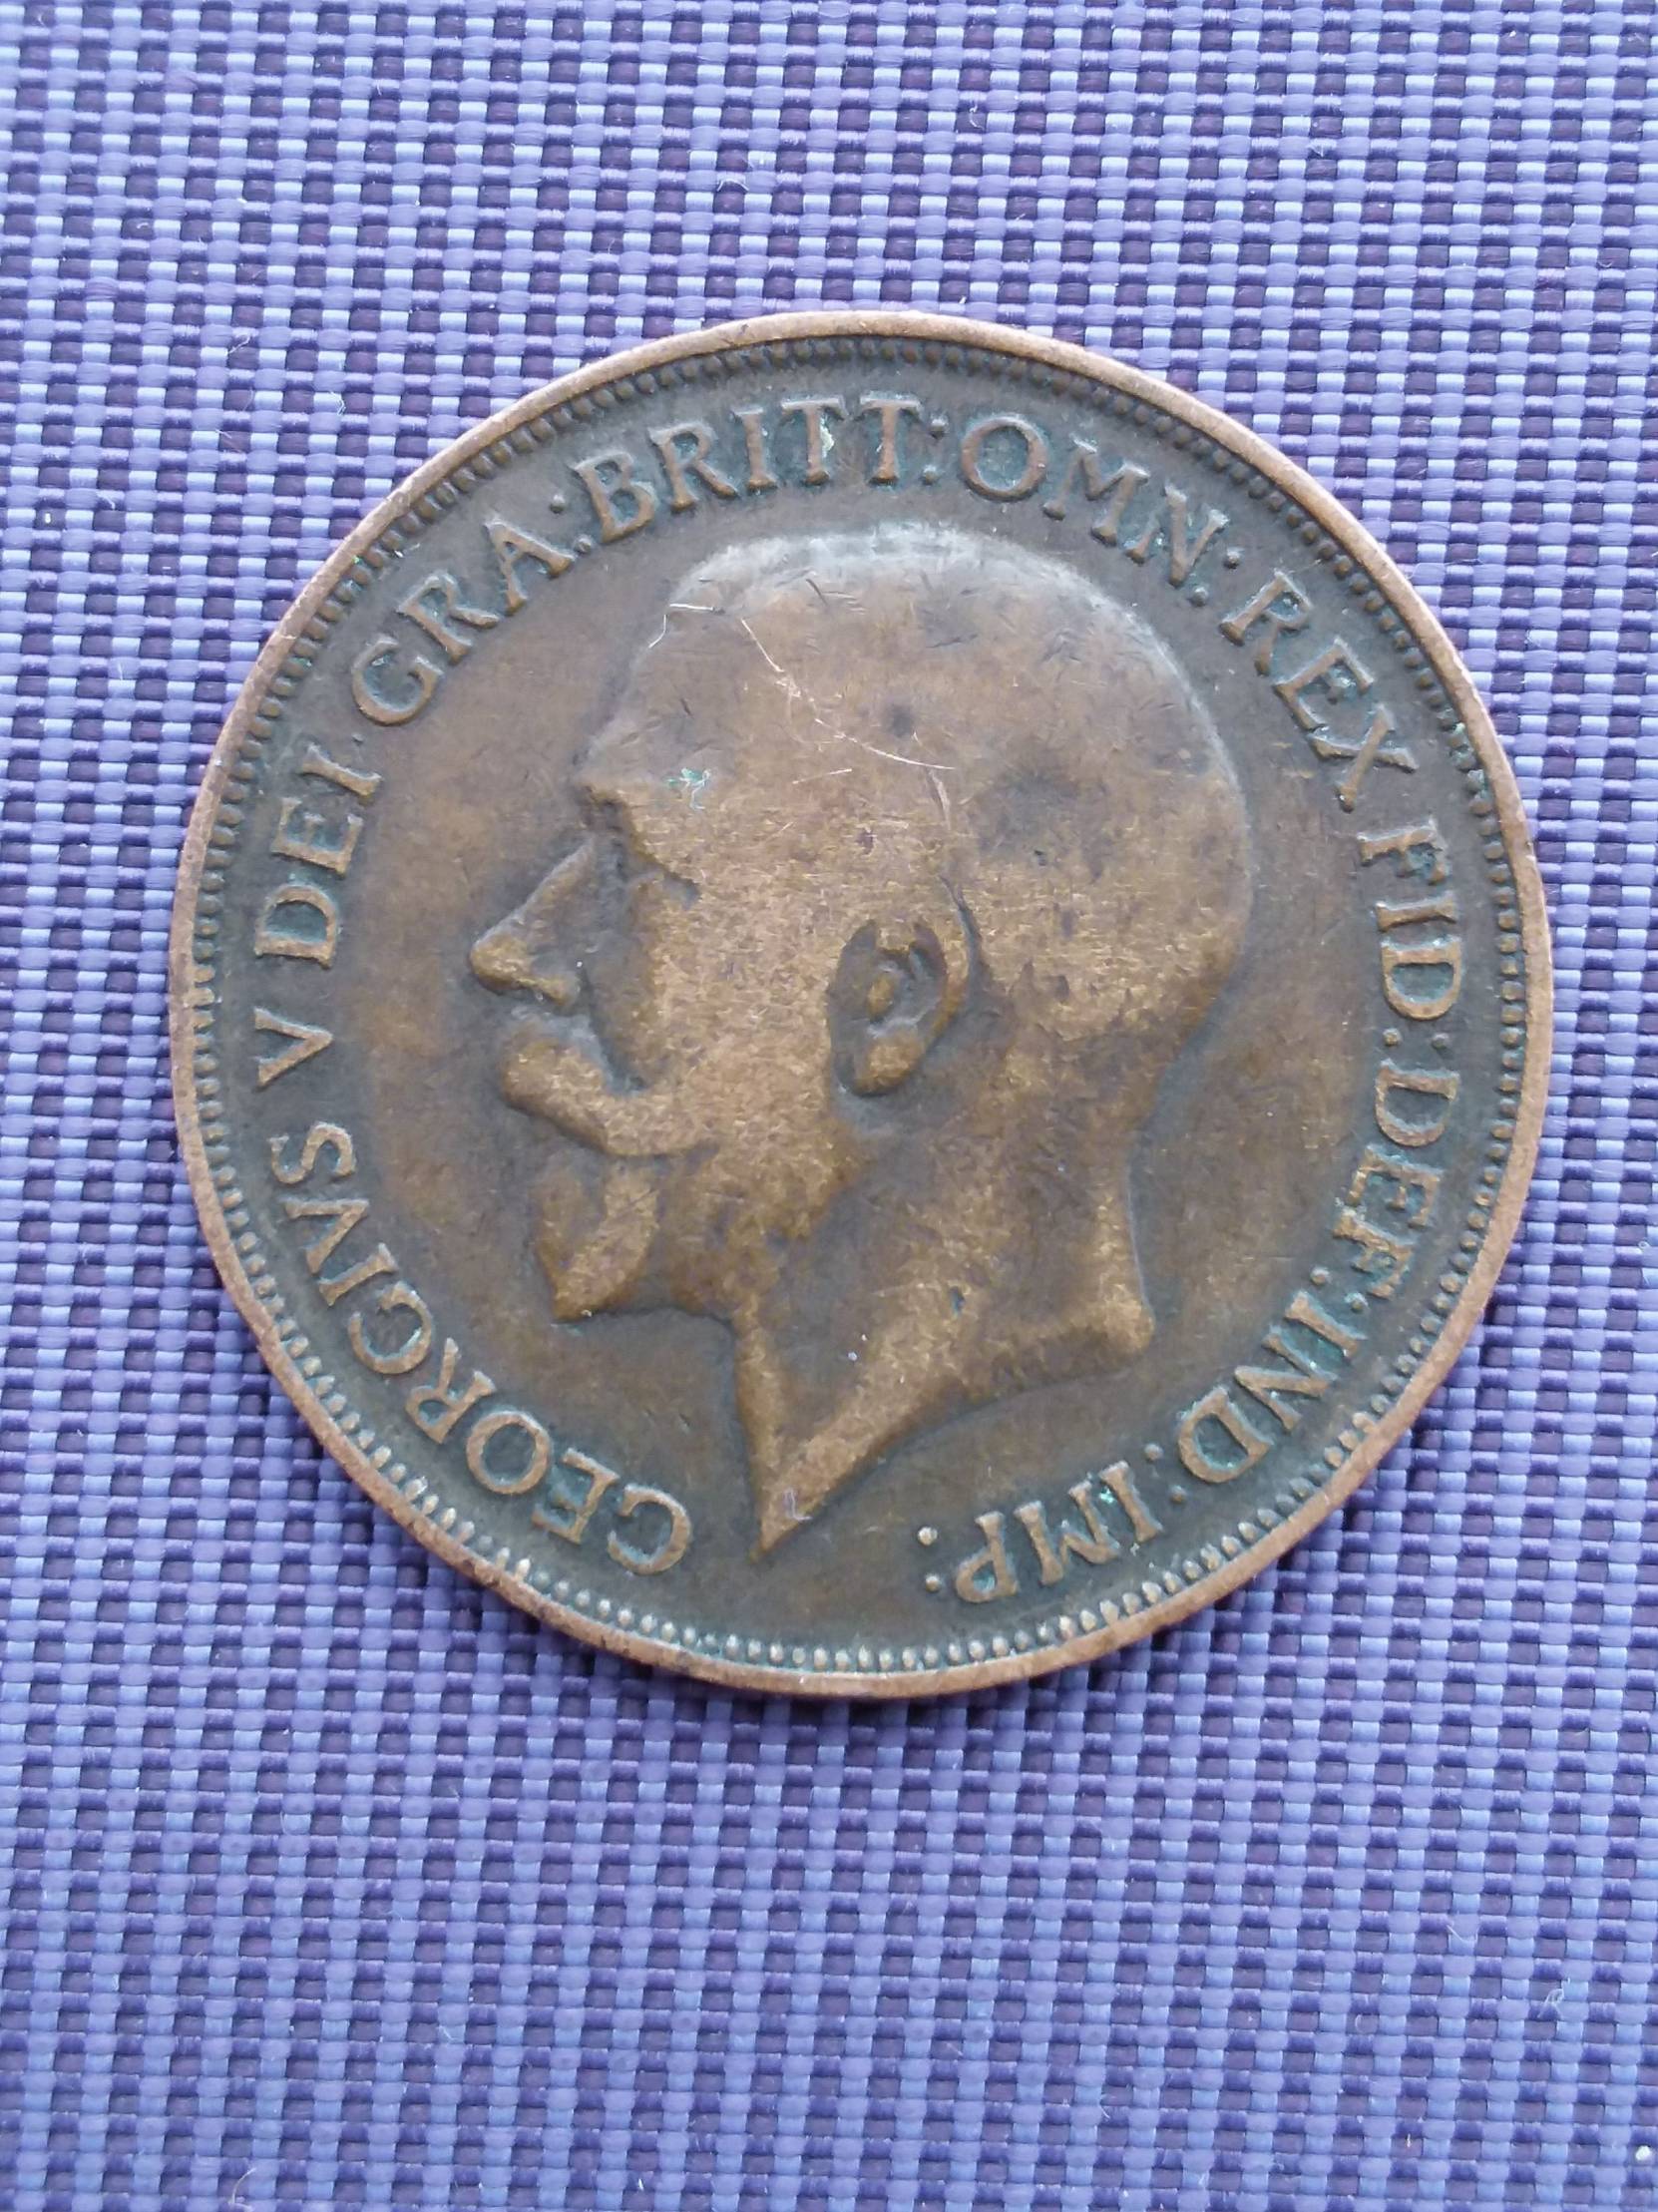 GEORGIVS V DEI GRA: BRITT: OMN: REX FID: DEF: IND: IMP: